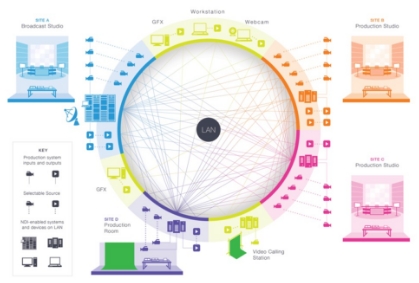 Workstation
GFX
Webcam
SITE A
Broadcast Studio
SITE B
Production Studio
LAN
KEY
Production system
inputs and outputs
Selectable Source
NDI-enabled systems
and devices on LAN
GFX
SITE C
Production Studio
SITE D
Production
Room
Video Calling
Station